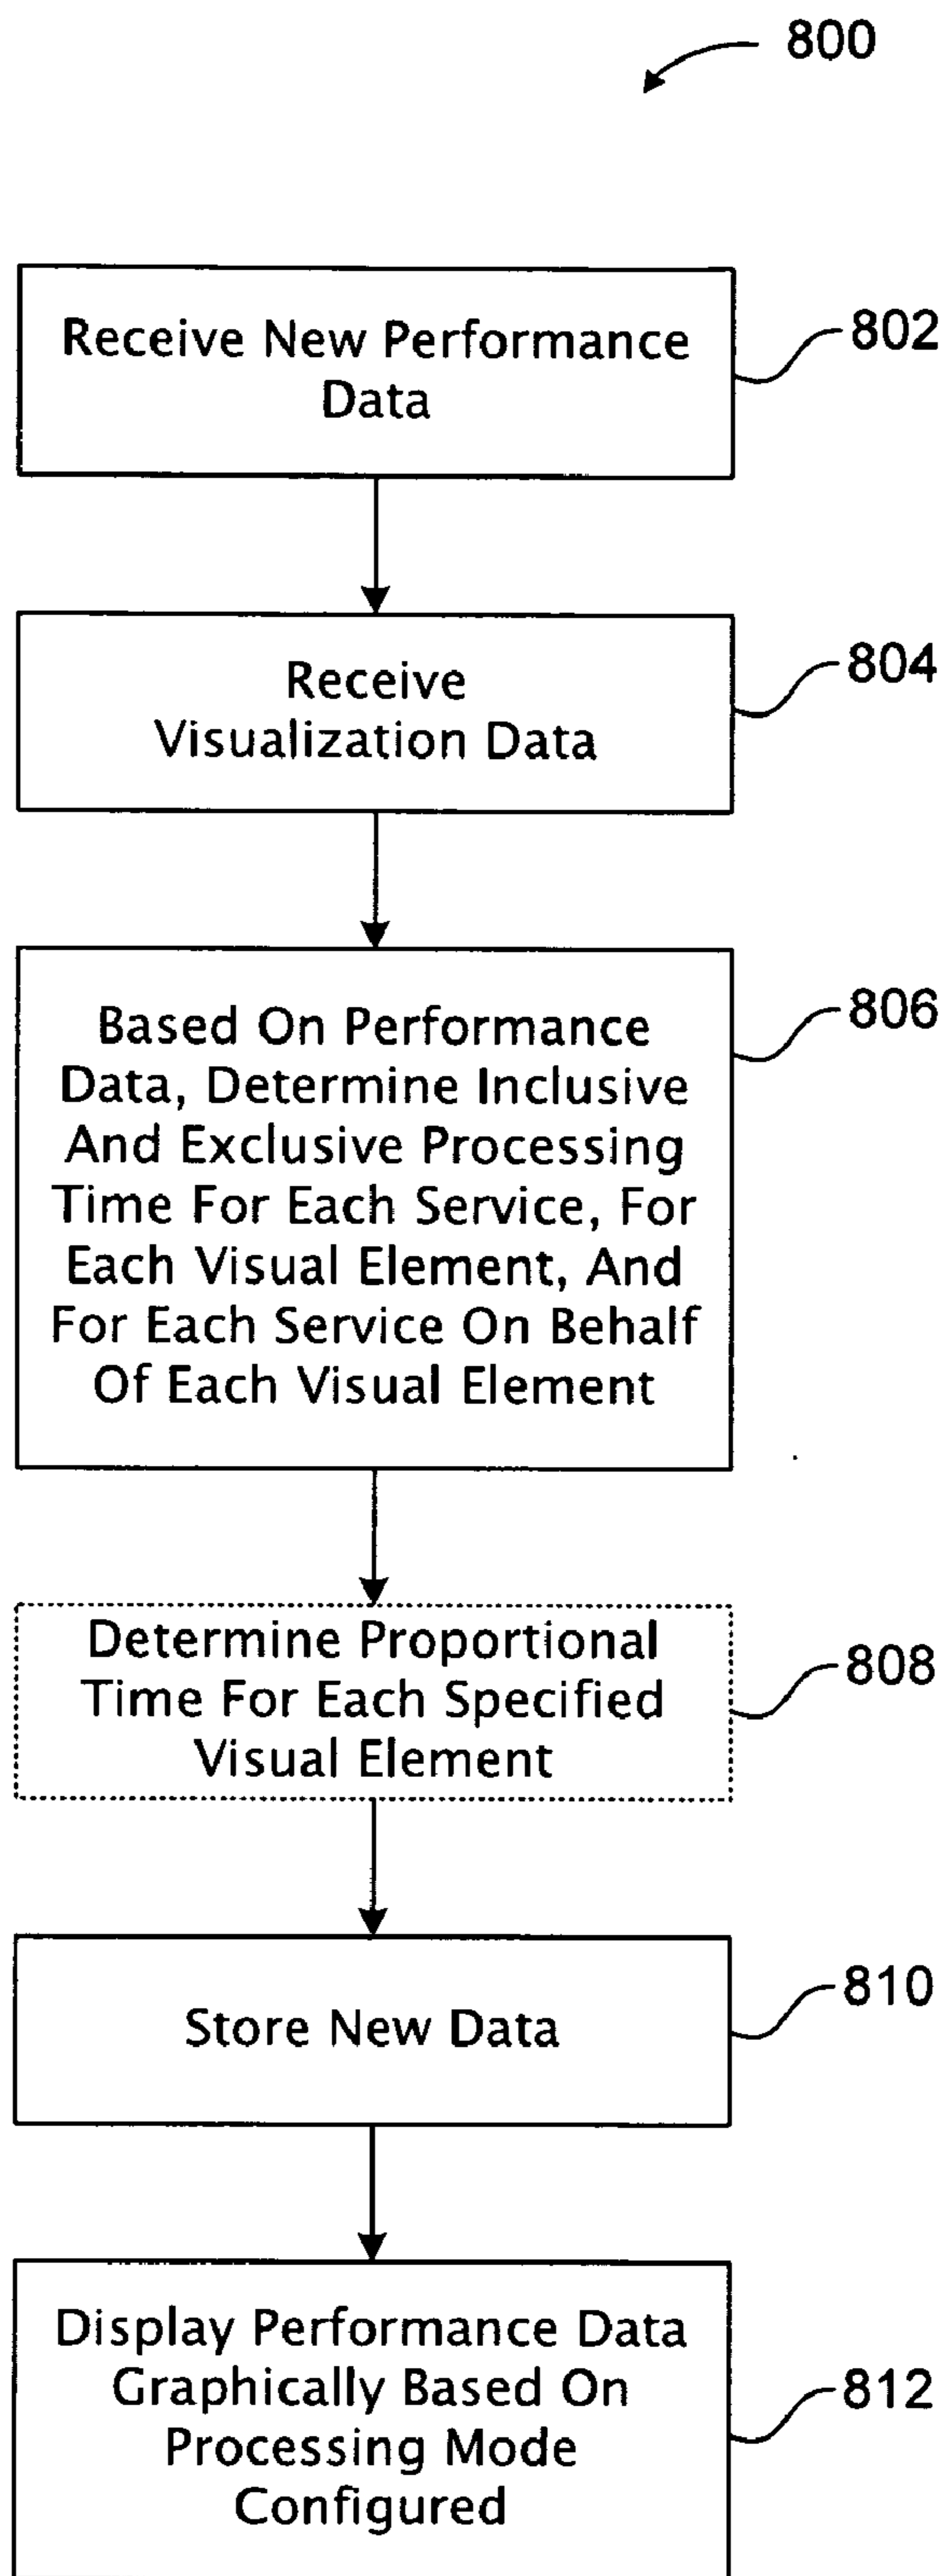 800
Receive New Performance
Data
802
Receive
Visualization Data
804
Based On Performance
Data, Determine Inclusive
And Exclusive Processing
Time For Each Service, For
Each Visual Element, And
For Each Service On Behalf
Of Each Visual Element
806
Determine Proportional
Time For Each Specified
Visual Element
808
Store New Data
810
Display Performance Data
Graphically Based On
Processing Mode
Configured
812